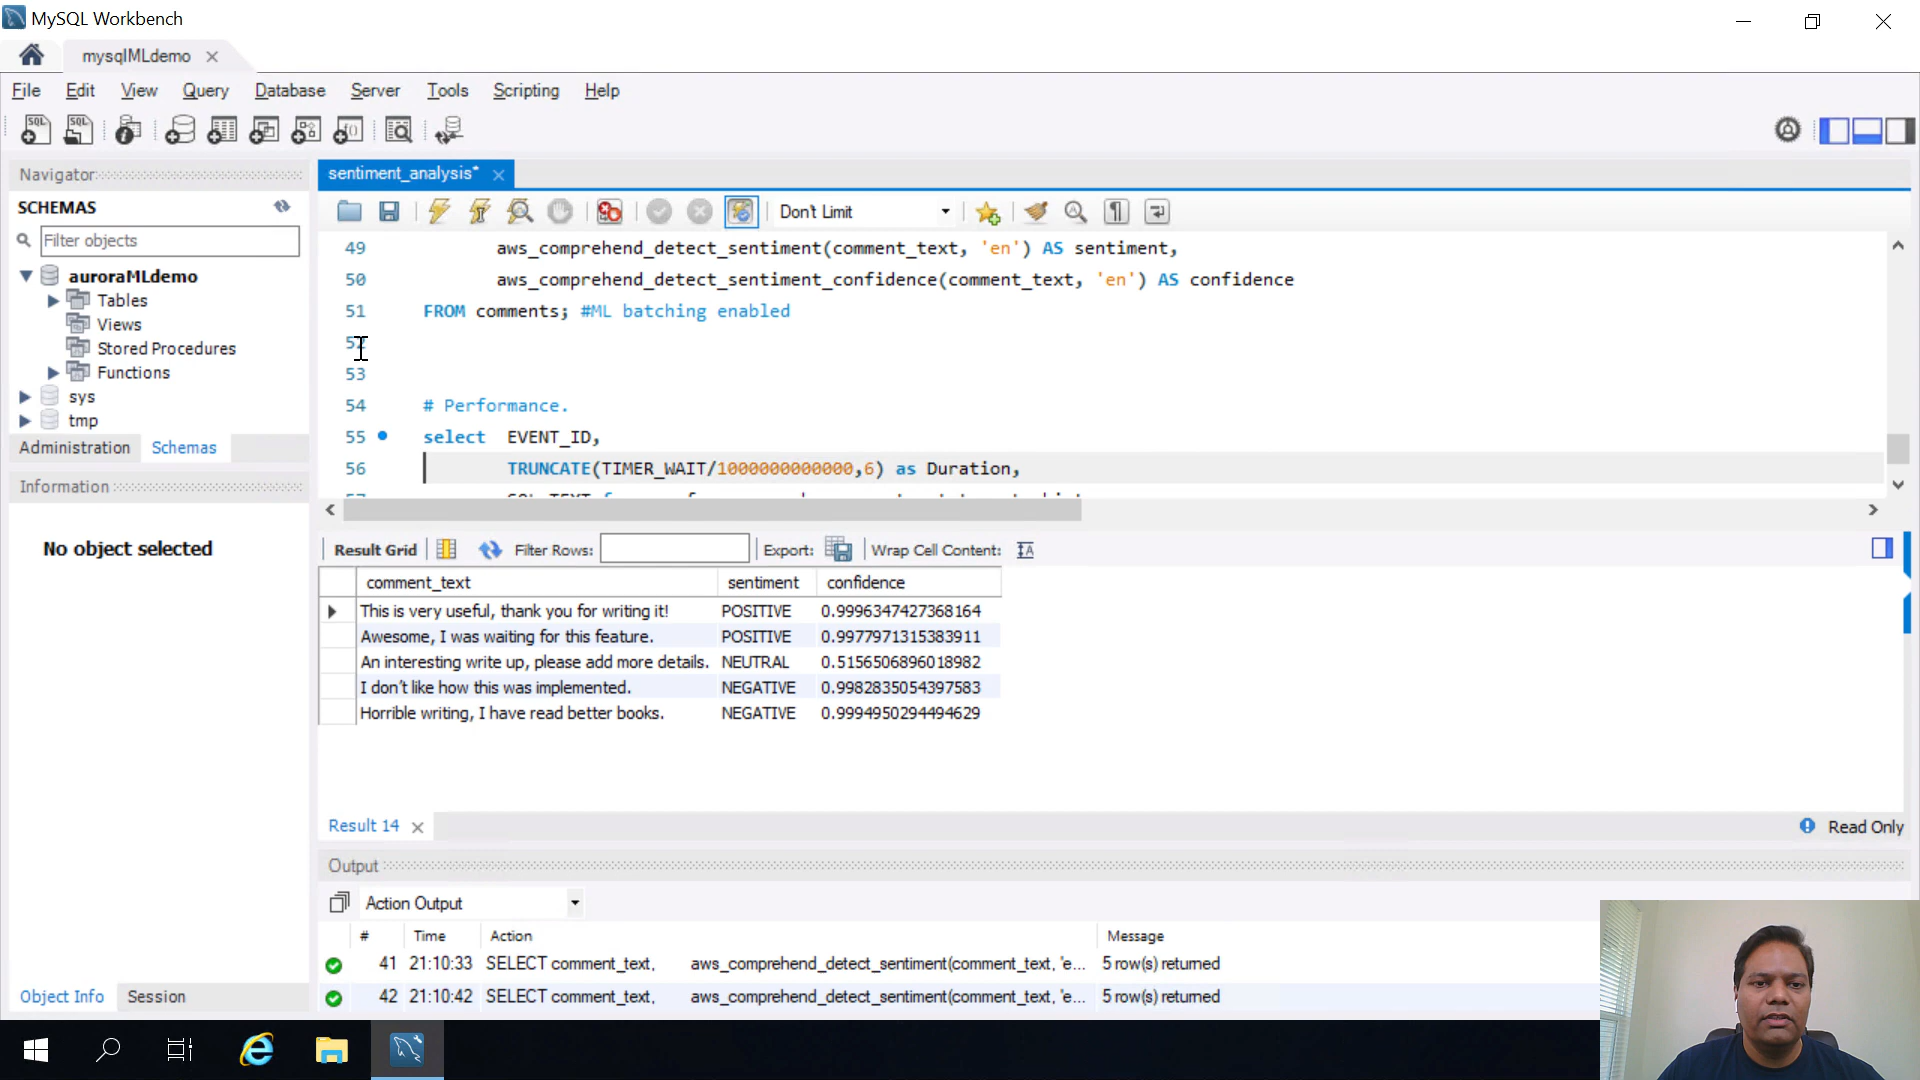 MySQL Workbench
mysqlMLdemo
File Edit View Query Database Server Tools Scripting Help
Navigator
SCHEMAS
Filter objects
auroraMLdemo
Tables
Views
Stored Procedures
Functions
sys
tmp
Administration Schemas
Information
No object selected
Object Info Session
sentiment_analysis*
Don't Limit
49 aws_comprehend_detect_sentiment(comment_text, 'en') AS sentiment,
50 aws_comprehend_detect_sentiment_confidence(comment_text, 'en') AS confidence
51 FROM comments; #ML batching enabled
52
53
54 # Performance.
55 select EVENT_ID,
56 TRUNCATE(TIMER_WAIT/1000000000000,6) as Duration,
Result Grid Filter Rows: Export: Wrap Cell Content:
comment_text sentiment confidence
This is very useful, thank you for writing it! POSITIVE 0.9996347427368164
Awesome, I was waiting for this feature. POSITIVE 0.9977971315383911
An interesting write up, please add more details. NEUTRAL 0.5156506896018982
I don't like how this was implemented. NEGATIVE 0.9982835054397583
Horrible writing, I have read better books. NEGATIVE 0.9994950294494629
Result 14 Read Only
Output
Action Output
# Time Action Message
41 21:10:33 SELECT comment_text, aws_comprehend_detect_sentiment(comment_text, 'e... 5 row(s) returned
42 21:10:42 SELECT comment_text, aws_comprehend_detect_sentiment(comment_text, 'e... 5 row(s) returned